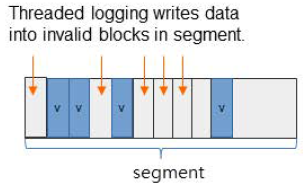 Threaded logging writes data
into invalid blocks in segment.
v v v v
segment